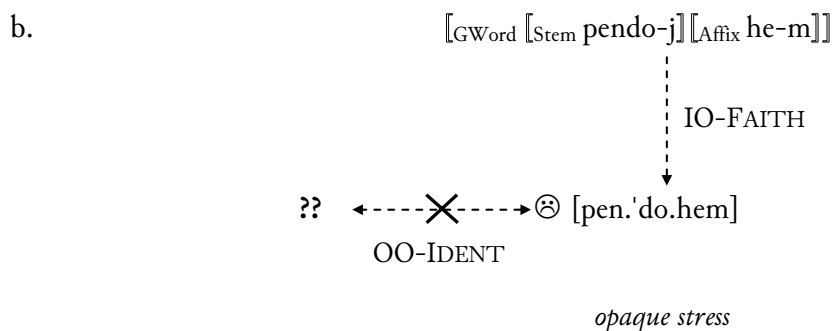 b. ⟦GWord ⟦Stem pendo-j⟧⟦Affix he-m⟧⟧
IO-FAITH
?? ☹ [pen.ˈdo.hem]
OO-IDENT
opaque stress